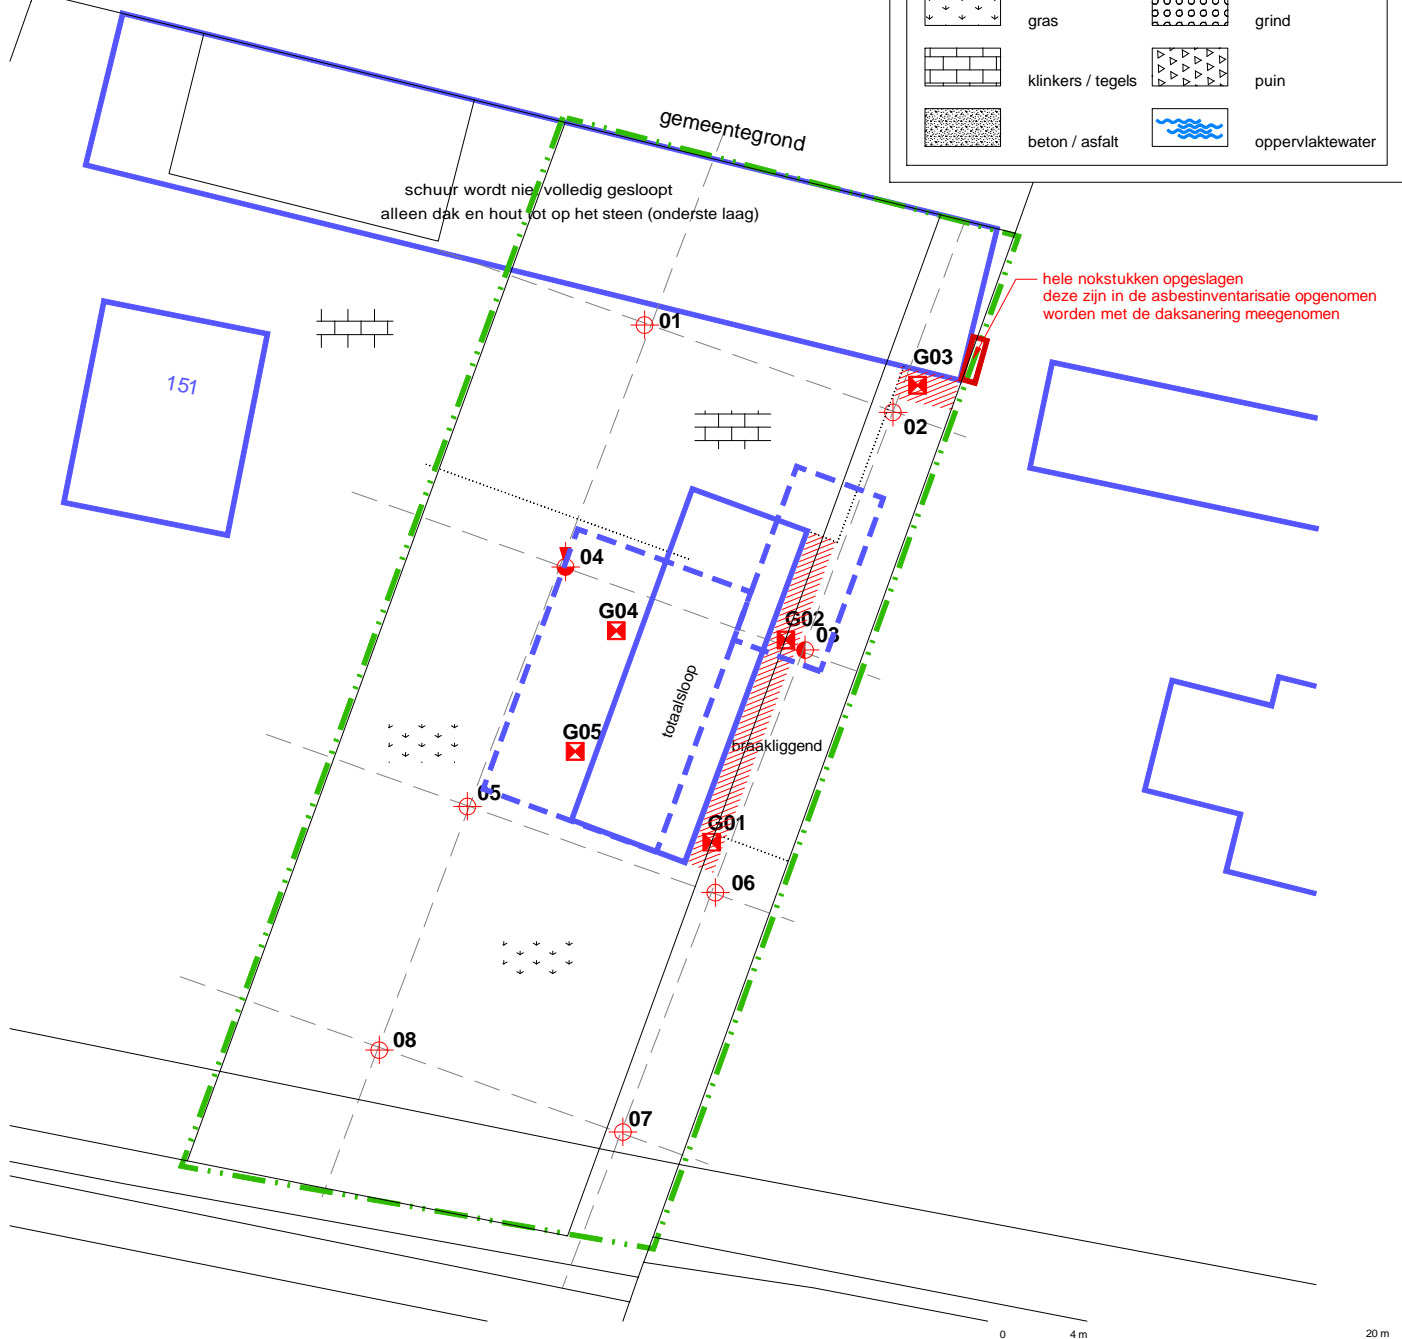 gras
grind
klinkers / tegels
puin
beton / asfalt
oppervlaktewater
gemeentegrond
schuur wordt niet volledig gesloopt
alleen dak en hout tot op het steen (onderste laag)
hele nokstukken opgeslagen
deze zijn in de asbestinventarisatie opgenomen
worden met de daksanering meegenomen
01
G03
151
02
04
G04
G02
03
totaalsloop
G05
braakliggend
05
G01
06
08
07
0
4 m
20 m